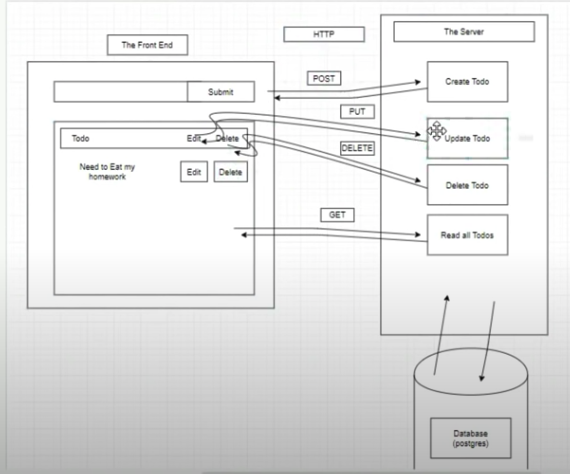 The Front End
HTTP
The Server
Submit
POST
Create Todo
PUT
Todo
Edit
Delete
Update Todo
DELETE
Need to Eat my
homework
Edit
Delete
Delete Todo
GET
Read all Todos
Database
(postgres)